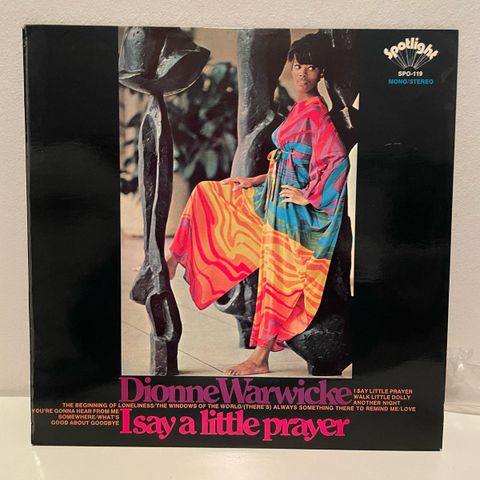 Spotlight
SPO-119
MONO/STEREO
Dionne Warwicke
I SAY LITTLE PRAYER
WALK LITTLE DOLLY
THE BEGINNING OF LONELINESS/THE WINDOWS OF THE WORLD/(THERE'S) ALWAYS SOMETHING THERE TO REMIND ME/LOVE
ANOTHER NIGHT
YOU'RE GONNA HEAR FROM ME
SOMEWHERE/WHAT'S
GOOD ABOUT GOODBYE
I say a little prayer